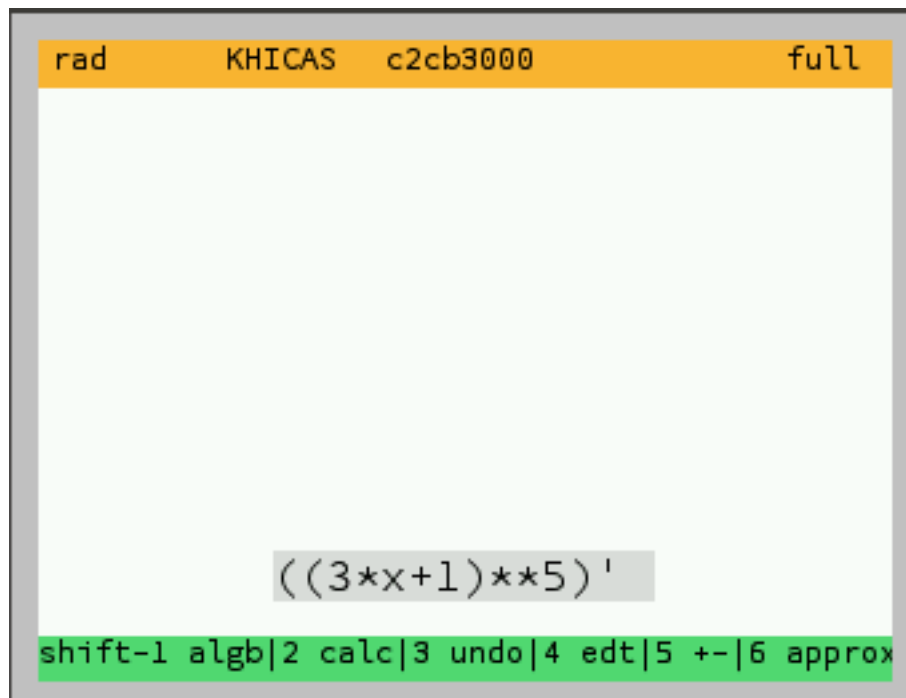 rad KHICAS c2cb3000 full
((3*x+1)**5)'
shift-1 algb|2 calc|3 undo|4 edt|5 +-|6 approx